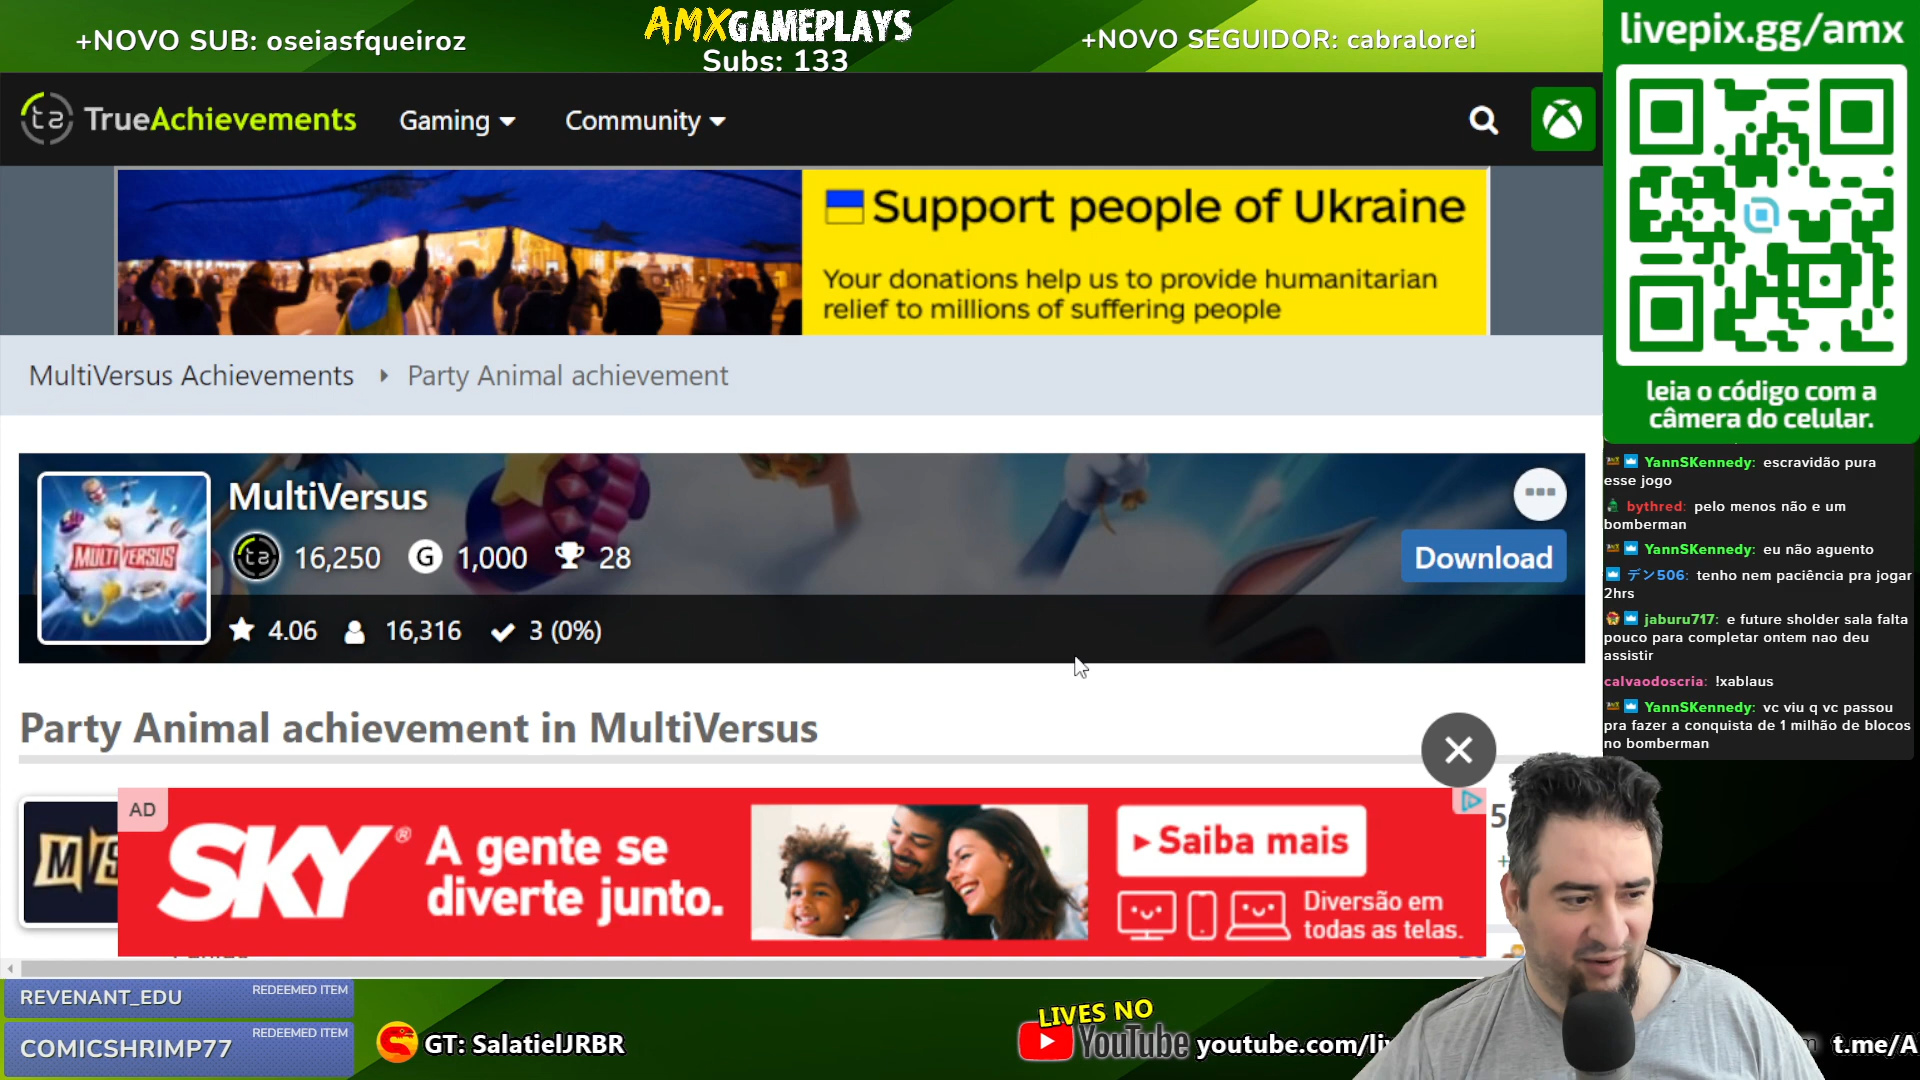 +NOVO SUB: oseiasfqueiroz
AMXGAMEPLAYS
Subs: 133
+NOVO SEGUIDOR: cabralorei
livepix.gg/amx
TrueAchievements
Gaming
Community
Support people of Ukraine
Your donations help us to provide humanitarian
relief to millions of suffering people
leia o código com a
câmera do celular.
MultiVersus Achievements
Party Animal achievement
MULTIVERSUS
MultiVersus
16,250
G
1,000
28
Download
4.06
16,316
3 (0%)
YannSKennedy: escravidão pura
esse jogo
bythred: pelo menos não e um
bomberman
YannSKennedy: eu não aguento
デン506: tenho nem paciência pra jogar
2hrs
jaburu717: e future sholder sala falta
pouco para completar ontem nao deu
assistir
calvaodoscria: !xablaus
YannSKennedy: vc viu q vc passou
pra fazer a conquista de 1 milhão de blocos
no bomberman
Party Animal achievement in MultiVersus
AD
SKY®
A gente se
diverte junto.
Saiba mais
Diversão em
todas as telas.
5
REVENANT_EDU
REDEEMED ITEM
COMICSHRIMP77
REDEEMED ITEM
GT: SalatielJRBR
LIVES NO
YouTube
youtube.com/li
t.me/A